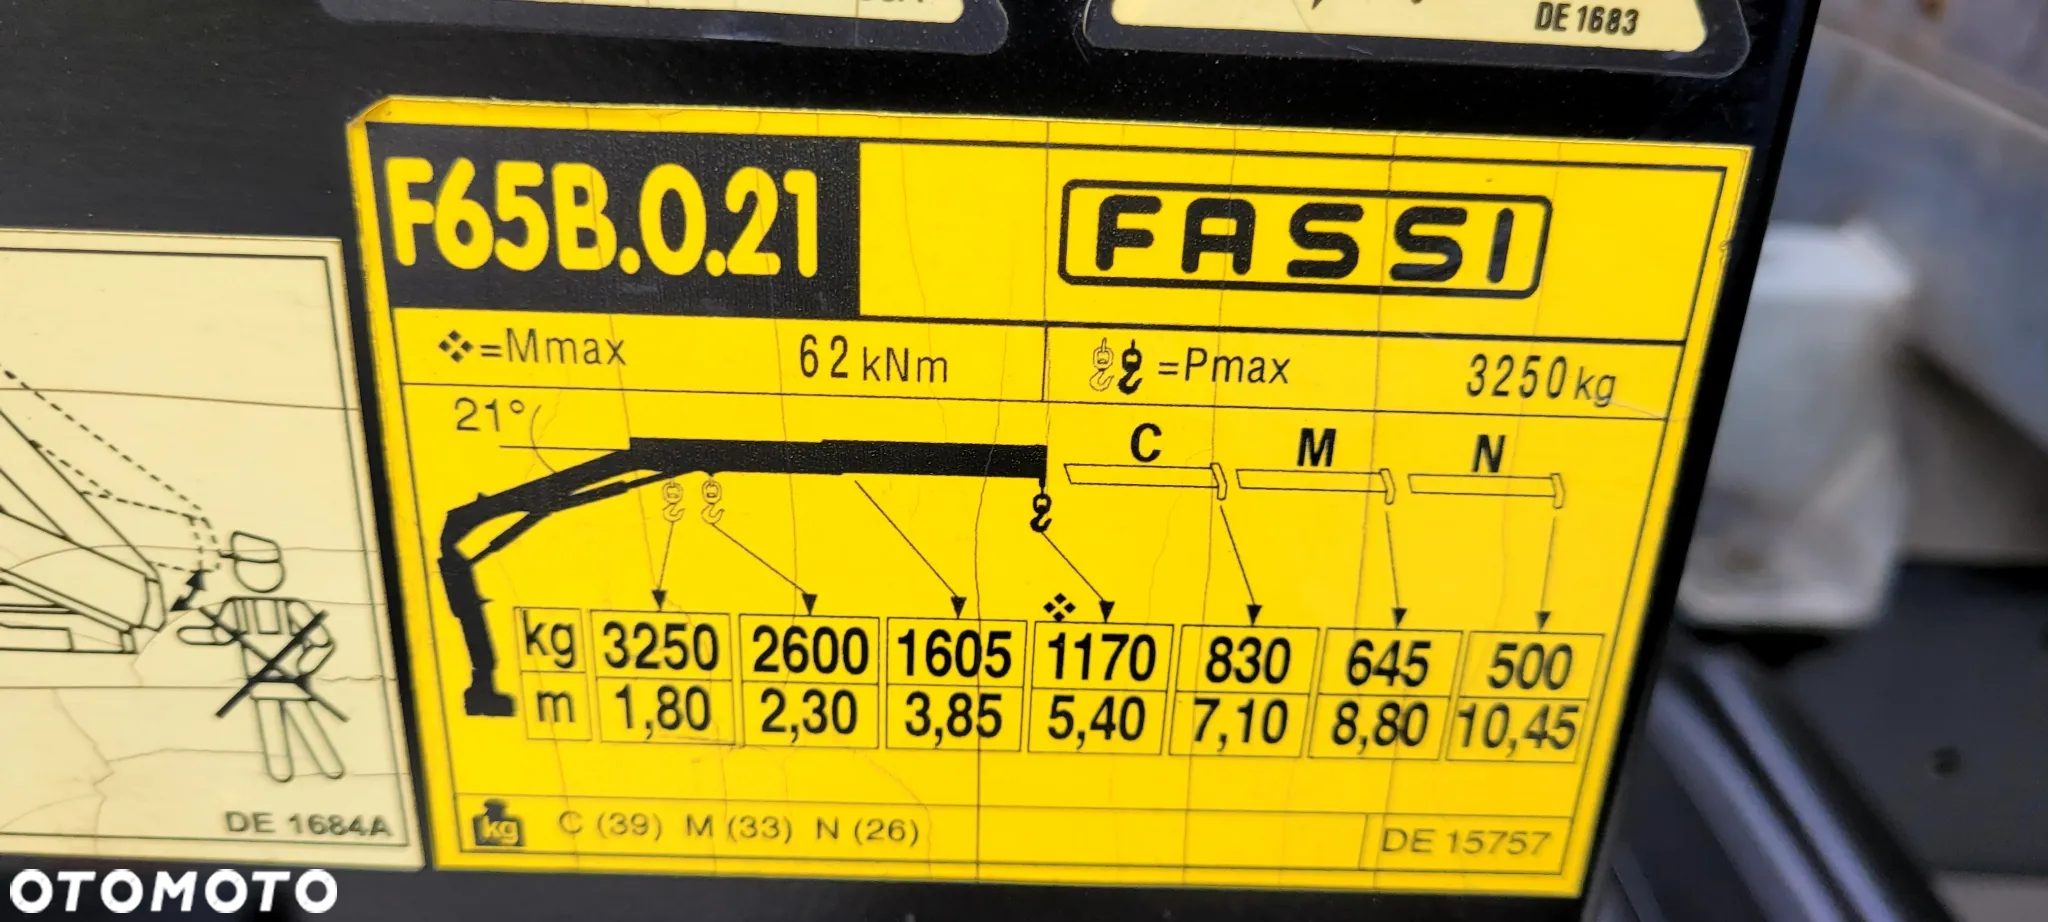 DE 1683
F65B.0.21
FASSI
=Mmax 62 kNm
=Pmax 3250 kg
21°
C M N
kg 3250 2600 1605 1170 830 645 500
m 1,80 2,30 3,85 5,40 7,10 8,80 10,45
kg C (39) M (33) N (26)
DE 15757
DE 1684A
OTOMOTO